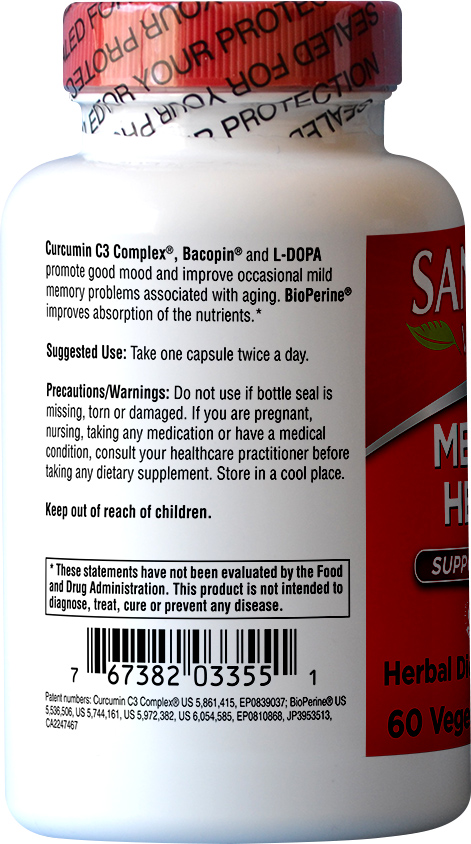 SEALED FOR YOUR PROTECTION
SEALED FOR YOUR PROTECTION
Curcumin C3 Complex®, Bacopin® and L-DOPA
promote good mood and improve occasional mild
memory problems associated with aging. BioPerine®
improves absorption of the nutrients.*
Suggested Use: Take one capsule twice a day.
Precautions/Warnings: Do not use if bottle seal is
missing, torn or damaged. If you are pregnant,
nursing, taking any medication or have a medical
condition, consult your healthcare practitioner before
taking any dietary supplement. Store in a cool place.
Keep out of reach of children.
*These statements have not been evaluated by the Food
and Drug Administration. This product is not intended to
diagnose, treat, cure or prevent any disease.
7 67382 03355 1
Patent numbers: Curcumin C3 Complex® US 5,861,415, EP0839037; BioPerine® US
5,536,506, US 5,744,161, US 5,972,382, US 6,054,585, EP0810868, JP3953513,
CA2247467
SAN
ME
HE
SUPPO
Herbal Di
60 Vege